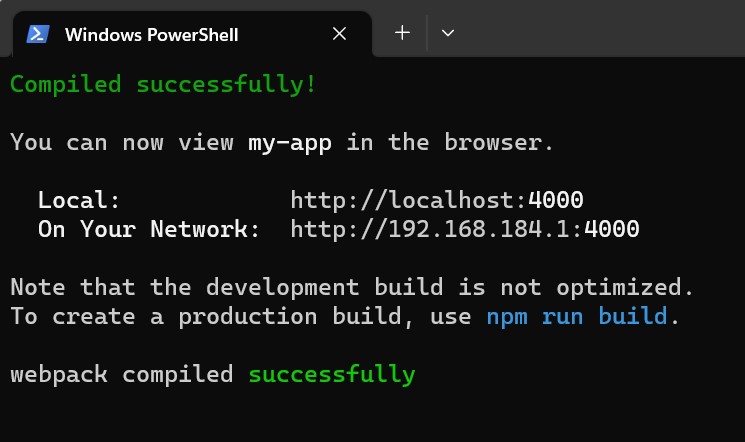 Windows PowerShell
Compiled successfully!
You can now view my-app in the browser.
Local: http://localhost:4000
On Your Network: http://192.168.184.1:4000
Note that the development build is not optimized.
To create a production build, use npm run build.
webpack compiled successfully